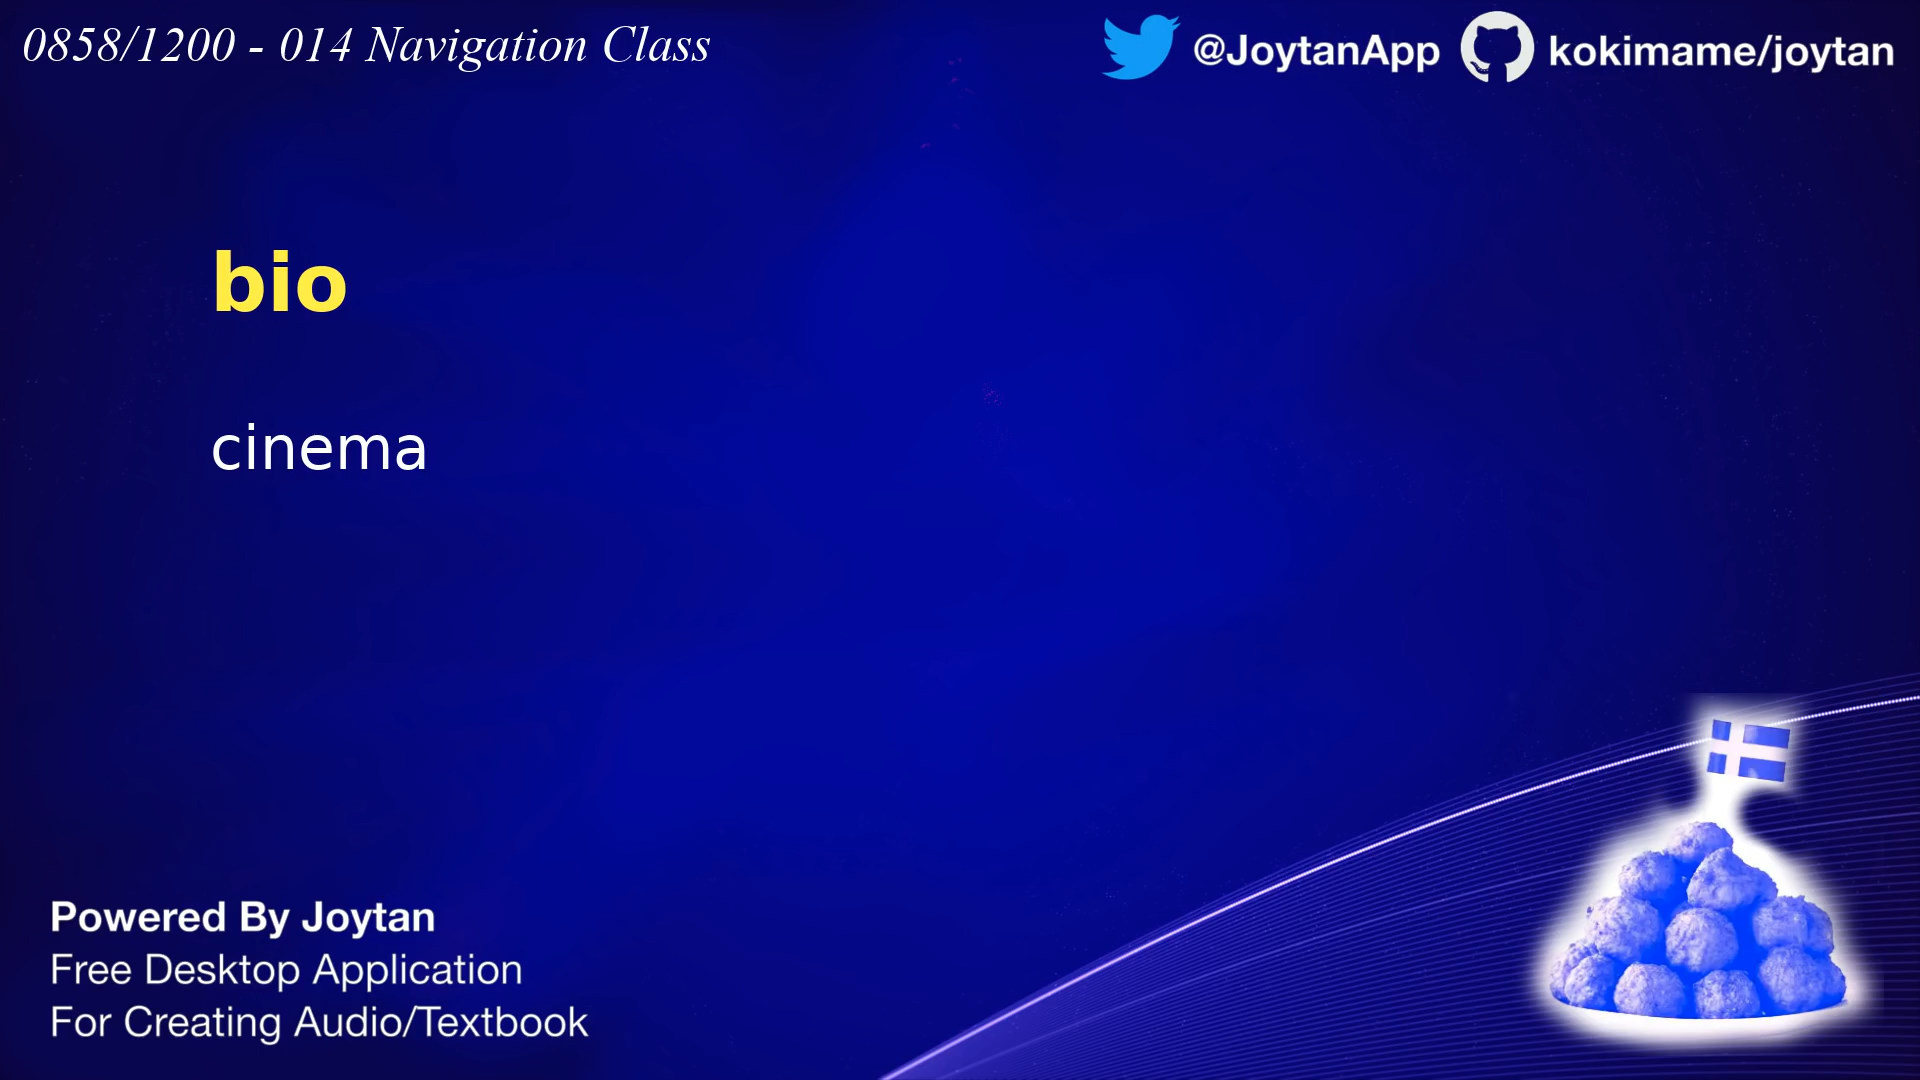 0858/1200 - 014 Navigation Class
@JoytanApp kokimame/joytan
bio
cinema
Powered By Joytan
Free Desktop Application
For Creating Audio/Textbook